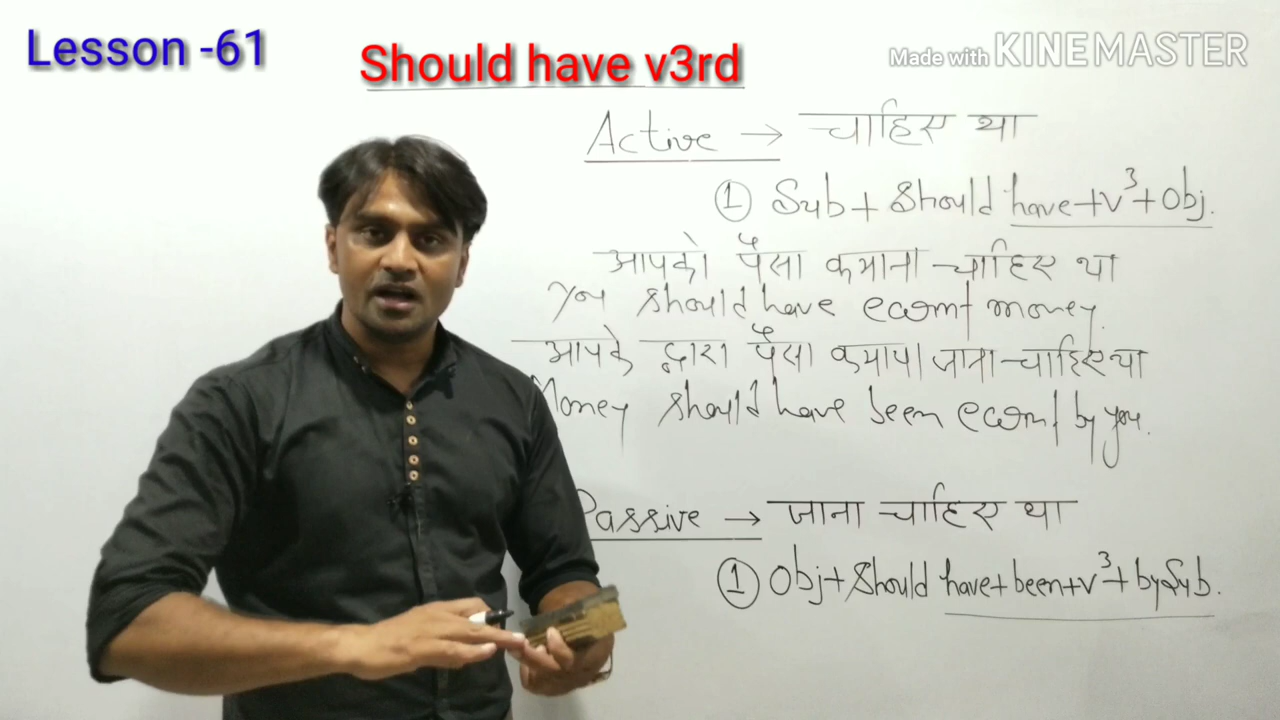 Lesson -61
Should have v3rd
Made with KINEMASTER
Active → चाहिए था
① Sub + Should have + V³ + Obj.
आपको पैसा कमाना चाहिए था
You should have earnt money.
आपके द्वारा पैसा कमाया जाना चाहिए था
Money should have been earnt by you.
Passive → जाना चाहिए था
① Obj + Should have + been + V³ + by Sub.